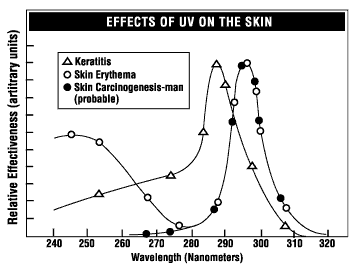 EFFECTS OF UV ON THE SKIN
Keratitis
Skin Erythema
Skin Carcinogenesis-man
(probable)
Relative Effectiveness (artitrary units)
240 250 260 270 280 290 300 310 320
Wavelength (Nanometers)